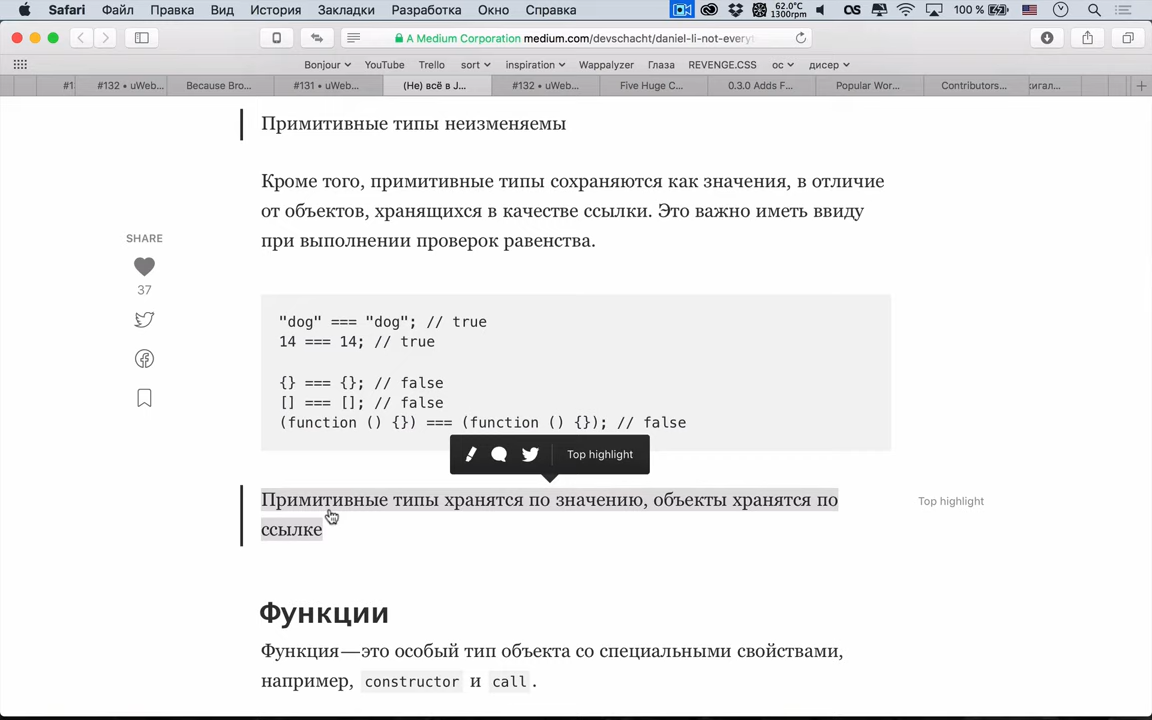 Safari Файл Правка Вид История Закладки Разработка Окно Справка 62.0°C 1300rpm 100 %
A Medium Corporation medium.com/devschacht/daniel-li-not-every
Bonjour YouTube Trello sort inspiration Wappalyzer Глаза REVENGE.CSS ос дисер
#1 #132 • uWeb... Because Bro... #131 • uWeb... (Не) всё в J... #132 • uWeb... Five Huge C... 0.3.0 Adds F... Popular Wor... Contributors... кигал...
Примитивные типы неизменяемы
Кроме того, примитивные типы сохраняются как значения, в отличие
от объектов, хранящихся в качестве ссылки. Это важно иметь ввиду
при выполнении проверок равенства.
SHARE
37
"dog" === "dog"; // true
14 === 14; // true
{} === {}; // false
[] === []; // false
(function () {}) === (function () {}); // false
Top highlight
Примитивные типы хранятся по значению, объекты хранятся по
ссылке
Top highlight
Функции
Функция — это особый тип объекта со специальными свойствами,
например, constructor и call .